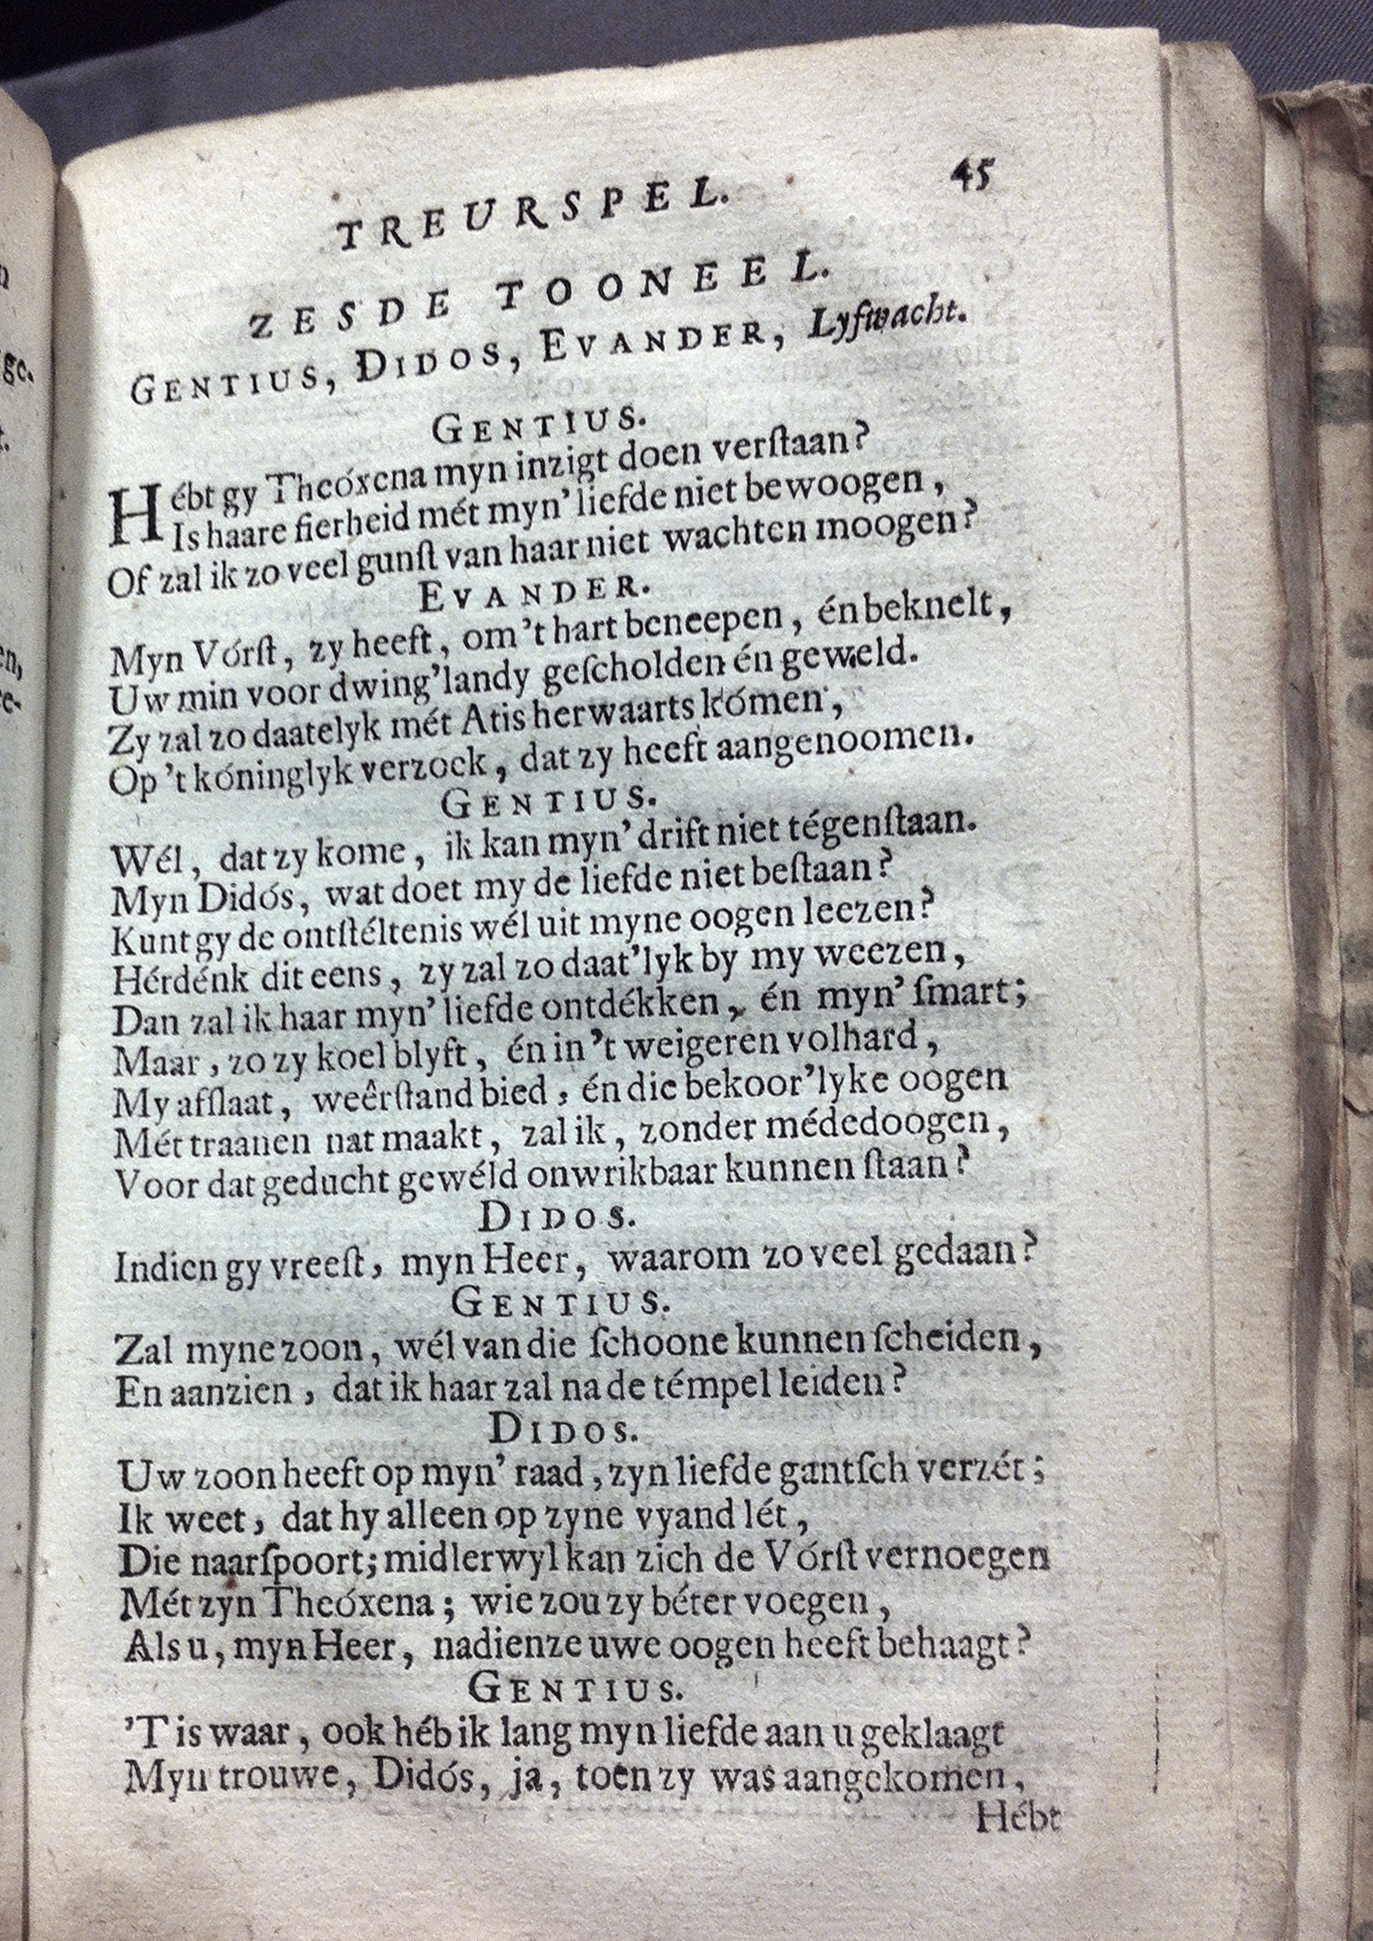 TREURSPEL. 45
ZESDE TOONEEL.
GENTIUS, DIDOS, EVANDER, Lyfwacht.
GENTIUS.
Hébt gy Theóxena myn inzigt doen verſtaan?
Is haare fierheid mét myn' liefde niet bewoogen,
Of zal ik zo veel gunſt van haar niet wachten moogen?
EVANDER.
Myn Vórſt, zy heeft, om 't hart beneepen, én beknelt,
Uw min voor dwing'landy geſcholden én geweld.
Zy zal zo daatelyk mét Atis herwaarts kómen,
Op 't kóninglyk verzoek, dat zy heeft aangenoomen.
GENTIUS.
Wél, dat zy kome, ik kan myn' drift niet tégenſtaan.
Myn Didós, wat doet my de liefde niet beſtaan?
Kunt gy de ontſtéltenis wél uit myne oogen leezen?
Hérdénk dit eens, zy zal zo daat'lyk by my weezen,
Dan zal ik haar myn' liefde ontdékken, én myn' ſmart;
Maar, zo zy koel blyft, én in 't weigeren volhard,
My afſlaat, weêrſtand bied, én die bekoor'lyke oogen
Mét traanen nat maakt, zal ik, zonder médedoogen,
Voor dat geducht gewéld onwrikbaar kunnen ſtaan?
DIDOS.
Indien gy vreeſt, myn Heer, waarom zo veel gedaan?
GENTIUS.
Zal myne zoon, wél van die ſchoone kunnen ſcheiden,
En aanzien, dat ik haar zal na de témpel leiden?
DIDOS.
Uw zoon heeft op myn' raad, zyn liefde gantſch verzét;
Ik weet, dat hy alleen op zyne vyand lét,
Die naarſpoort; midlerwyl kan zich de Vórſt vernoegen
Mét zyn Theóxena; wie zou zy béter voegen,
Als u, myn Heer, nadien ze uwe oogen heeft behaagt?
GENTIUS.
'T is waar, ook héb ik lang myn liefde aan u geklaagt
Myn trouwe, Didós, ja, toen zy was aangekomen,
Hébt